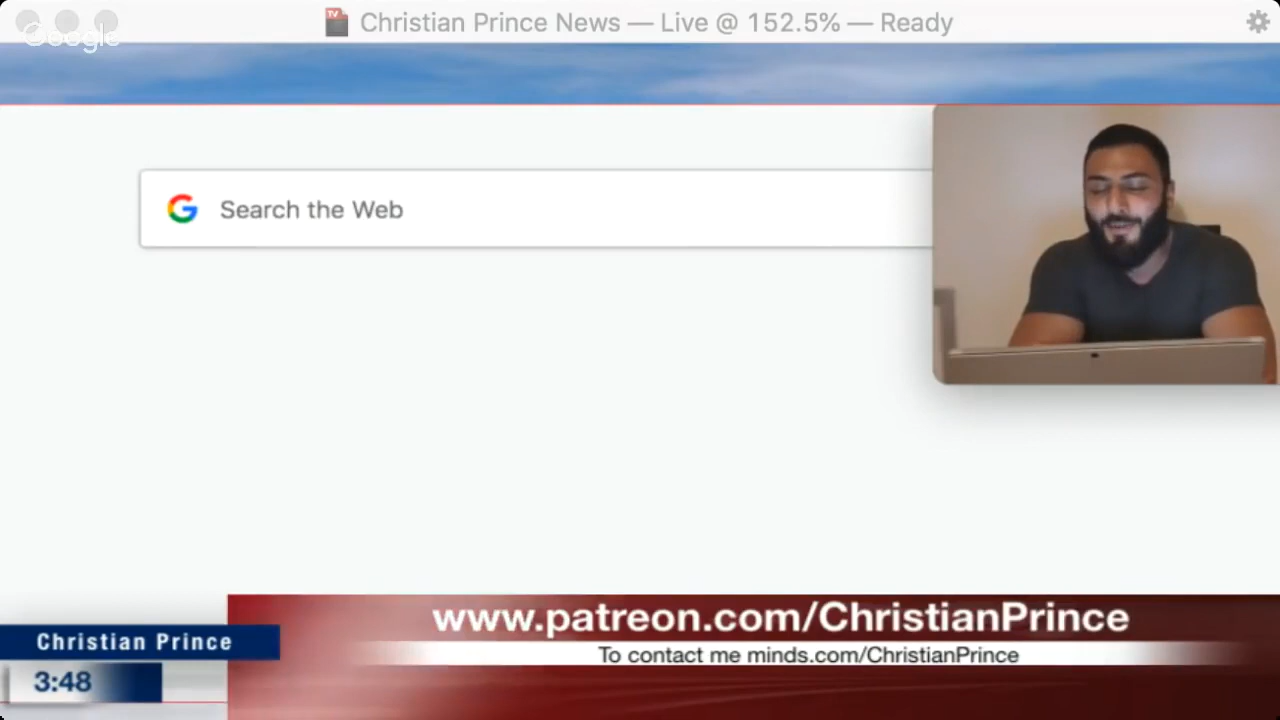 Christian Prince News — Live @ 152.5% — Ready
Google
Search the Web
www.patreon.com/ChristianPrince
To contact me minds.com/ChristianPrince
Christian Prince
3:48